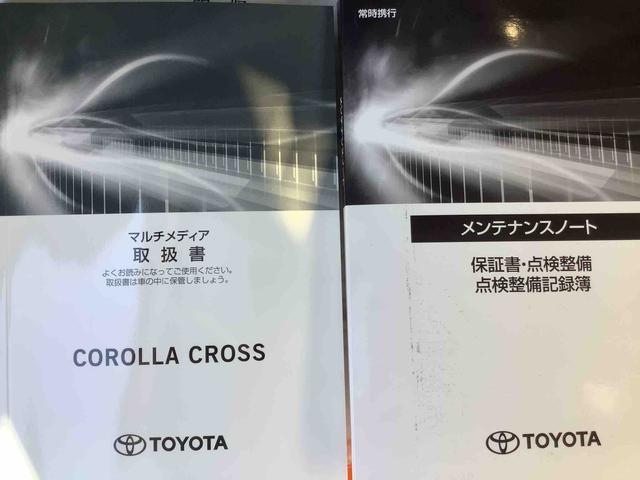 マルチメディア
取扱書
よくお読みになってご使用ください。
取扱書は車の中に保管しましょう。
COROLLA CROSS
TOYOTA
常時携行
メンテナンスノート
保証書・点検整備
点検整備記録簿
TOYOTA